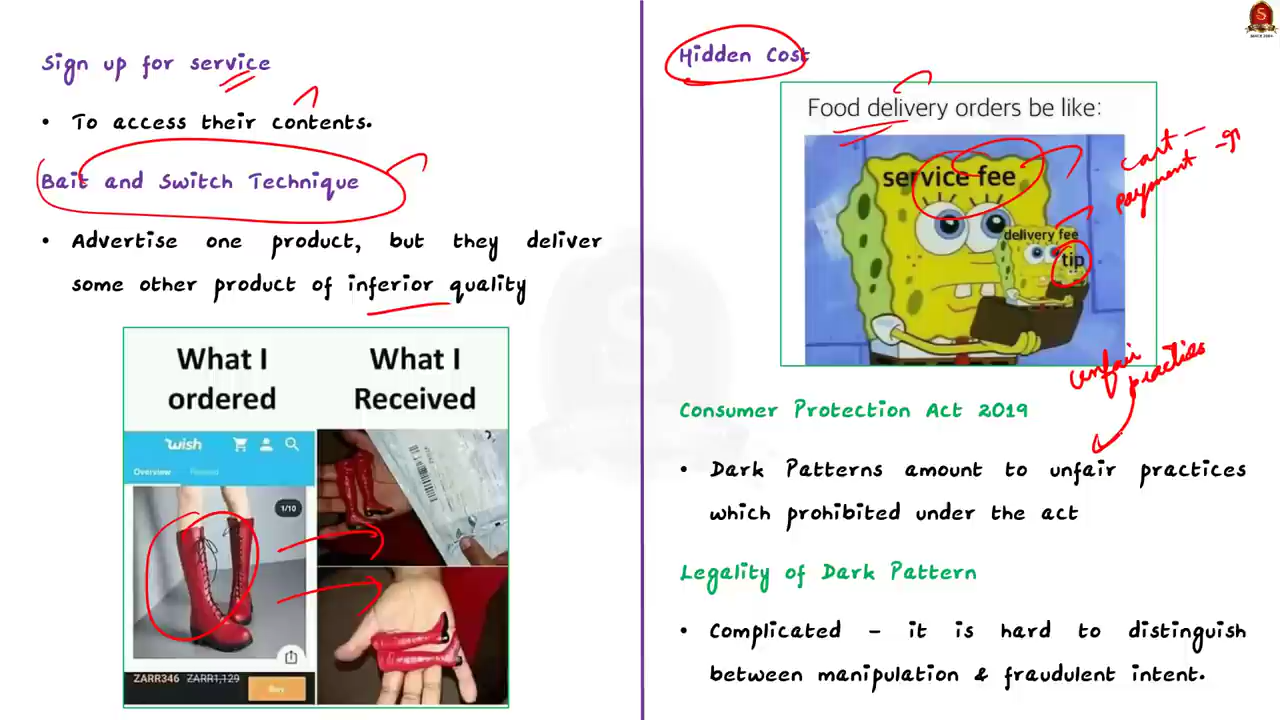 Sign up for service
• To access their contents.
Bait and Switch Technique
• Advertise one product, but they deliver
some other product of inferior quality
What I ordered
What I Received
wish
Overview
1/10
ZARR346 ZARR1,129
Buy
Hidden Cost
Food delivery orders be like:
service fee
delivery fee
tip
cart -
payment -
unfair
practices
Consumer Protection Act 2019
• Dark Patterns amount to unfair practices
which prohibited under the act
Legality of Dark Pattern
• Complicated - it is hard to distinguish
between manipulation & fraudulent intent.
S